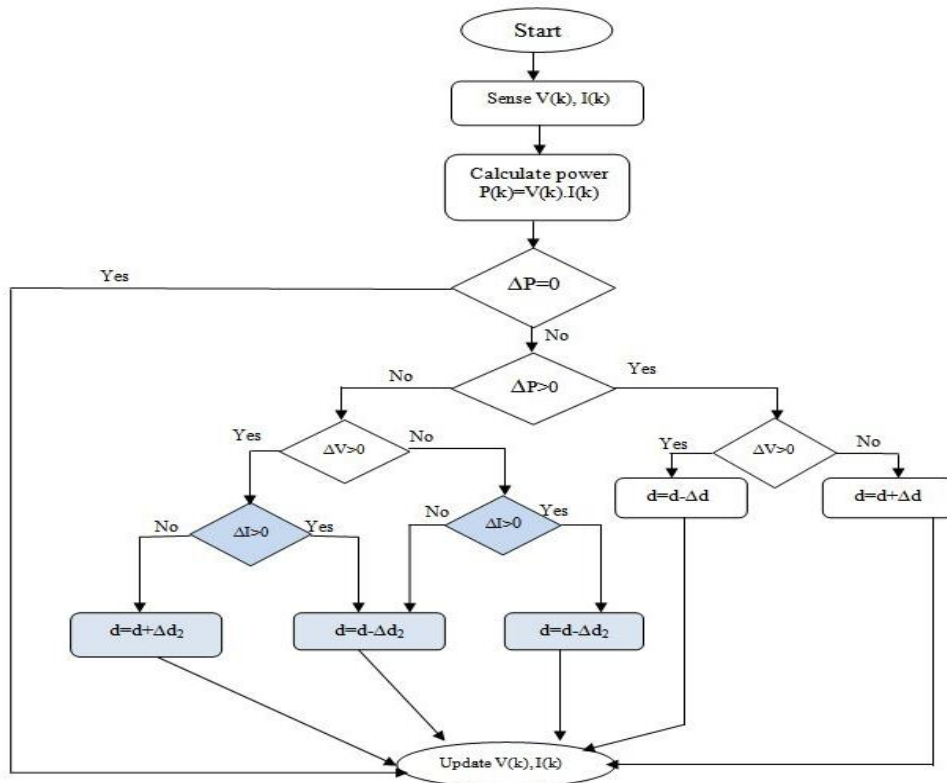 Start
Sense V(k), I(k)
Calculate power
P(k)=V(k).I(k)
Yes
ΔP=0
No
No
ΔP>0
Yes
Yes
ΔV>0
No
Yes
ΔV>0
No
d=d-Δd
d=d+Δd
No
ΔI>0
Yes
No
ΔI>0
Yes
d=d+Δd₂
d=d-Δd₂
d=d-Δd₂
Update V(k), I(k)